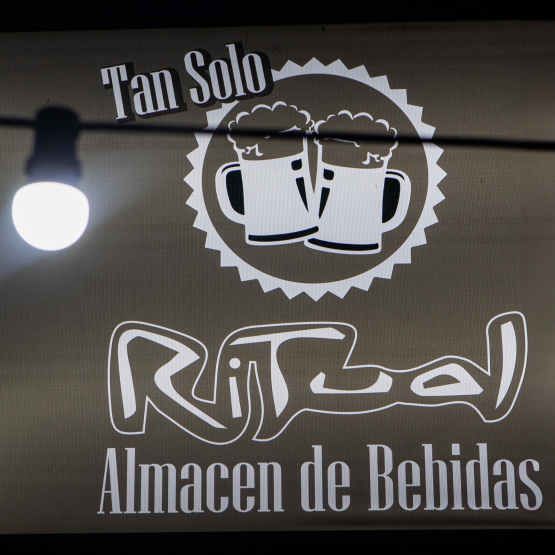 Tan Solo
Ritual
Almacen de Bebidas